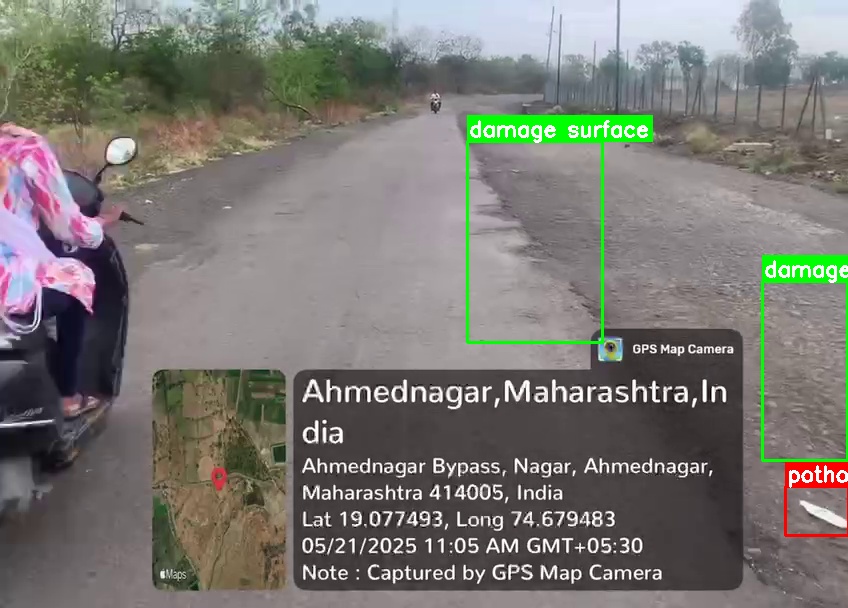 damage surface
damage
potho
GPS Map Camera
Ahmednagar,Maharashtra,In
dia
Ahmednagar Bypass, Nagar, Ahmednagar,
Maharashtra 414005, India
Lat 19.077493, Long 74.679483
05/21/2025 11:05 AM GMT+05:30
Note : Captured by GPS Map Camera
Maps